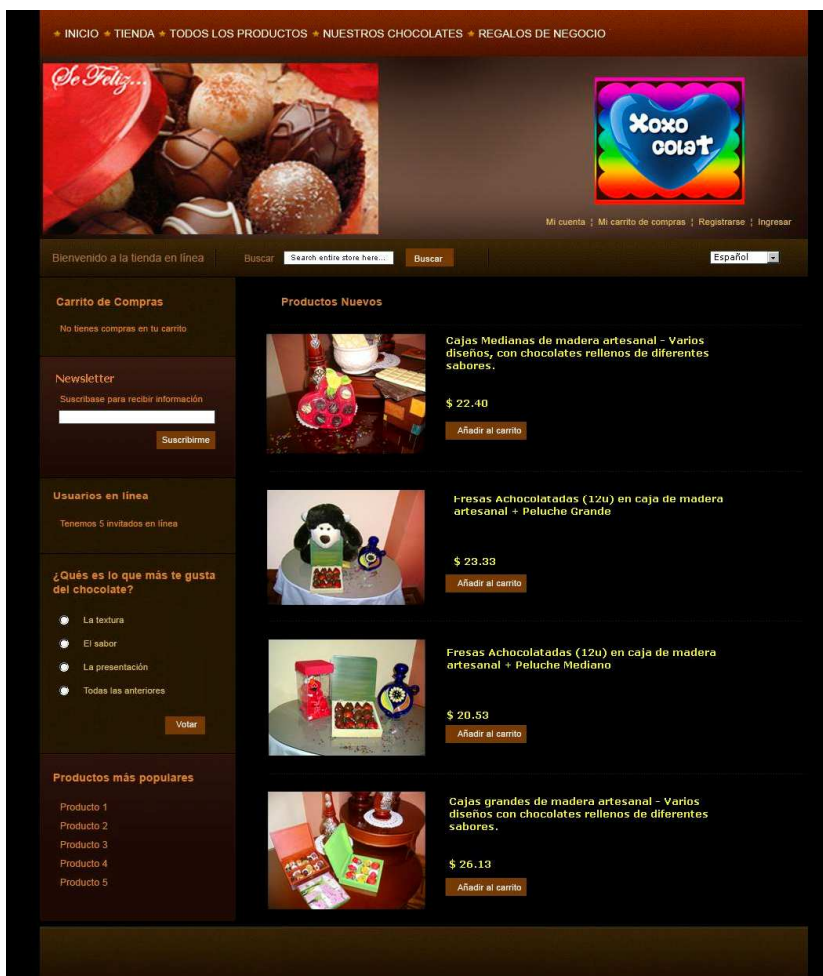 INICIO ★ TIENDA ★ TODOS LOS PRODUCTOS ★ NUESTROS CHOCOLATES ★ REGALOS DE NEGOCIO
Se Feliz...
Xoxo
colat
Mi cuenta ¦ Mi carrito de compras ¦ Registrarse ¦ Ingresar
Bienvenido a la tienda en línea
Buscar
Search entire store here...
Buscar
Español
Carrito de Compras
No tienes compras en tu carrito
Newsletter
Suscribase para recibir información
Suscribirme
Usuarios en línea
Tenemos 5 invitados en línea
¿Qués es lo que más te gusta
del chocolate?
La textura
El sabor
La presentación
Todas las anteriores
Votar
Productos más populares
Producto 1
Producto 2
Producto 3
Producto 4
Producto 5
Productos Nuevos
Cajas Medianas de madera artesanal - Varios
diseños, con chocolates rellenos de diferentes
sabores.
$ 22.40
Añadir al carrito
Fresas Achocolatadas (12u) en caja de madera
artesanal + Peluche Grande
$ 23.33
Añadir al carrito
Fresas Achocolatadas (12u) en caja de madera
artesanal + Peluche Mediano
$ 20.53
Añadir al carrito
Cajas grandes de madera artesanal - Varios
diseños con chocolates rellenos de diferentes
sabores.
$ 26.13
Añadir al carrito